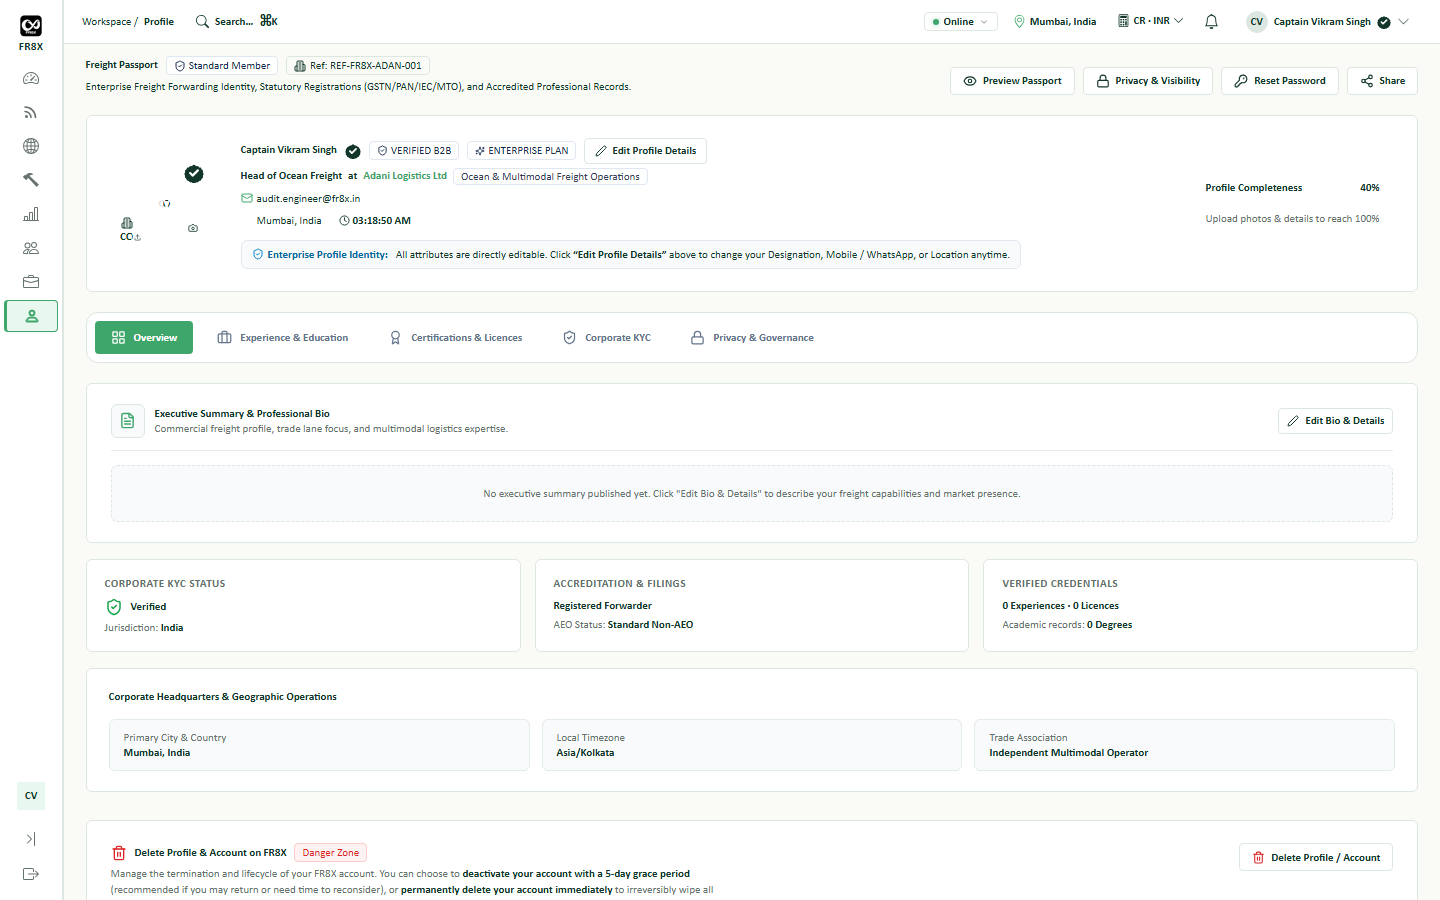 FR8X
Workspace / Profile
Search... ⌘K
Online
Mumbai, India
CR · INR
CV
Captain Vikram Singh
Freight Passport
Standard Member
Ref: REF-FR8X-ADAN-001
Enterprise Freight Forwarding Identity, Statutory Registrations (GSTN/PAN/IEC/MTO), and Accredited Professional Records.
Preview Passport
Privacy & Visibility
Reset Password
Share
CO
Captain Vikram Singh
VERIFIED B2B
ENTERPRISE PLAN
Edit Profile Details
Head of Ocean Freight at Adani Logistics Ltd
Ocean & Multimodal Freight Operations
audit.engineer@fr8x.in
Mumbai, India
03:18:50 AM
Enterprise Profile Identity: All attributes are directly editable. Click “Edit Profile Details” above to change your Designation, Mobile / WhatsApp, or Location anytime.
Profile Completeness 40%
Upload photos & details to reach 100%
Overview
Experience & Education
Certifications & Licences
Corporate KYC
Privacy & Governance
Executive Summary & Professional Bio
Commercial freight profile, trade lane focus, and multimodal logistics expertise.
Edit Bio & Details
No executive summary published yet. Click "Edit Bio & Details" to describe your freight capabilities and market presence.
CORPORATE KYC STATUS
Verified
Jurisdiction: India
ACCREDITATION & FILINGS
Registered Forwarder
AEO Status: Standard Non-AEO
VERIFIED CREDENTIALS
0 Experiences · 0 Licences
Academic records: 0 Degrees
Corporate Headquarters & Geographic Operations
Primary City & Country
Mumbai, India
Local Timezone
Asia/Kolkata
Trade Association
Independent Multimodal Operator
CV
Delete Profile & Account on FR8X
Danger Zone
Manage the termination and lifecycle of your FR8X account. You can choose to deactivate your account with a 5-day grace period
(recommended if you may return or need time to reconsider), or permanently delete your account immediately to irreversibly wipe all
Delete Profile / Account